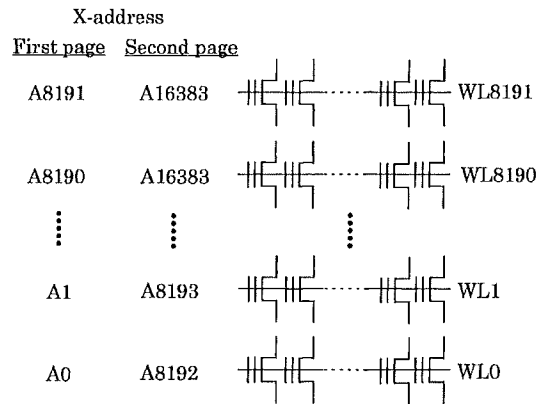 X-address
First page Second page
A8191 A16383 WL8191
A8190 A16383 WL8190
A1 A8193 WL1
A0 A8192 WL0